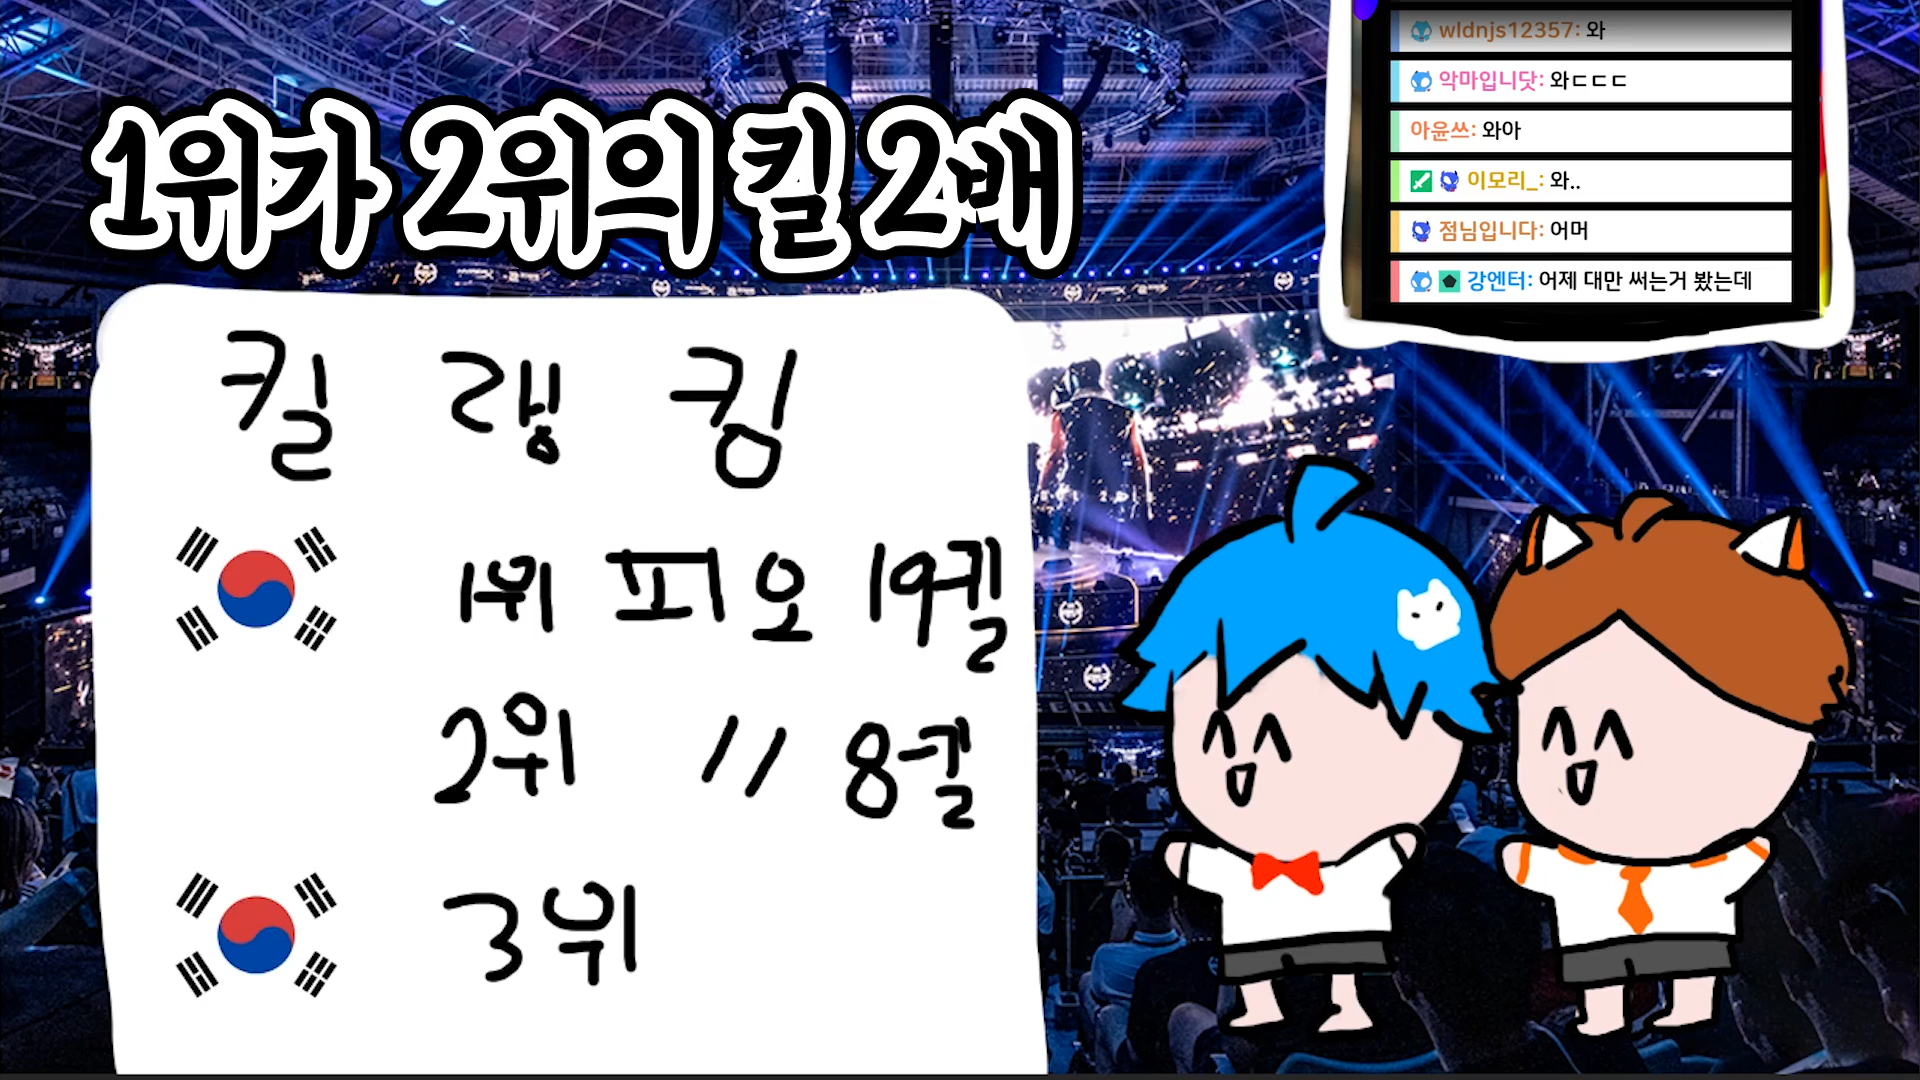 1위가 2위의 킬 2배
wldnjs12357: 와
악마입니닷: 와ㄷㄷㄷ
아윤쓰: 와아
이모리_: 와..
점님입니다: 어머
강엔터: 어제 대만 써는거 봤는데
킬 랭킹
1위 피오 19킬
2위 〃 8킬
3위